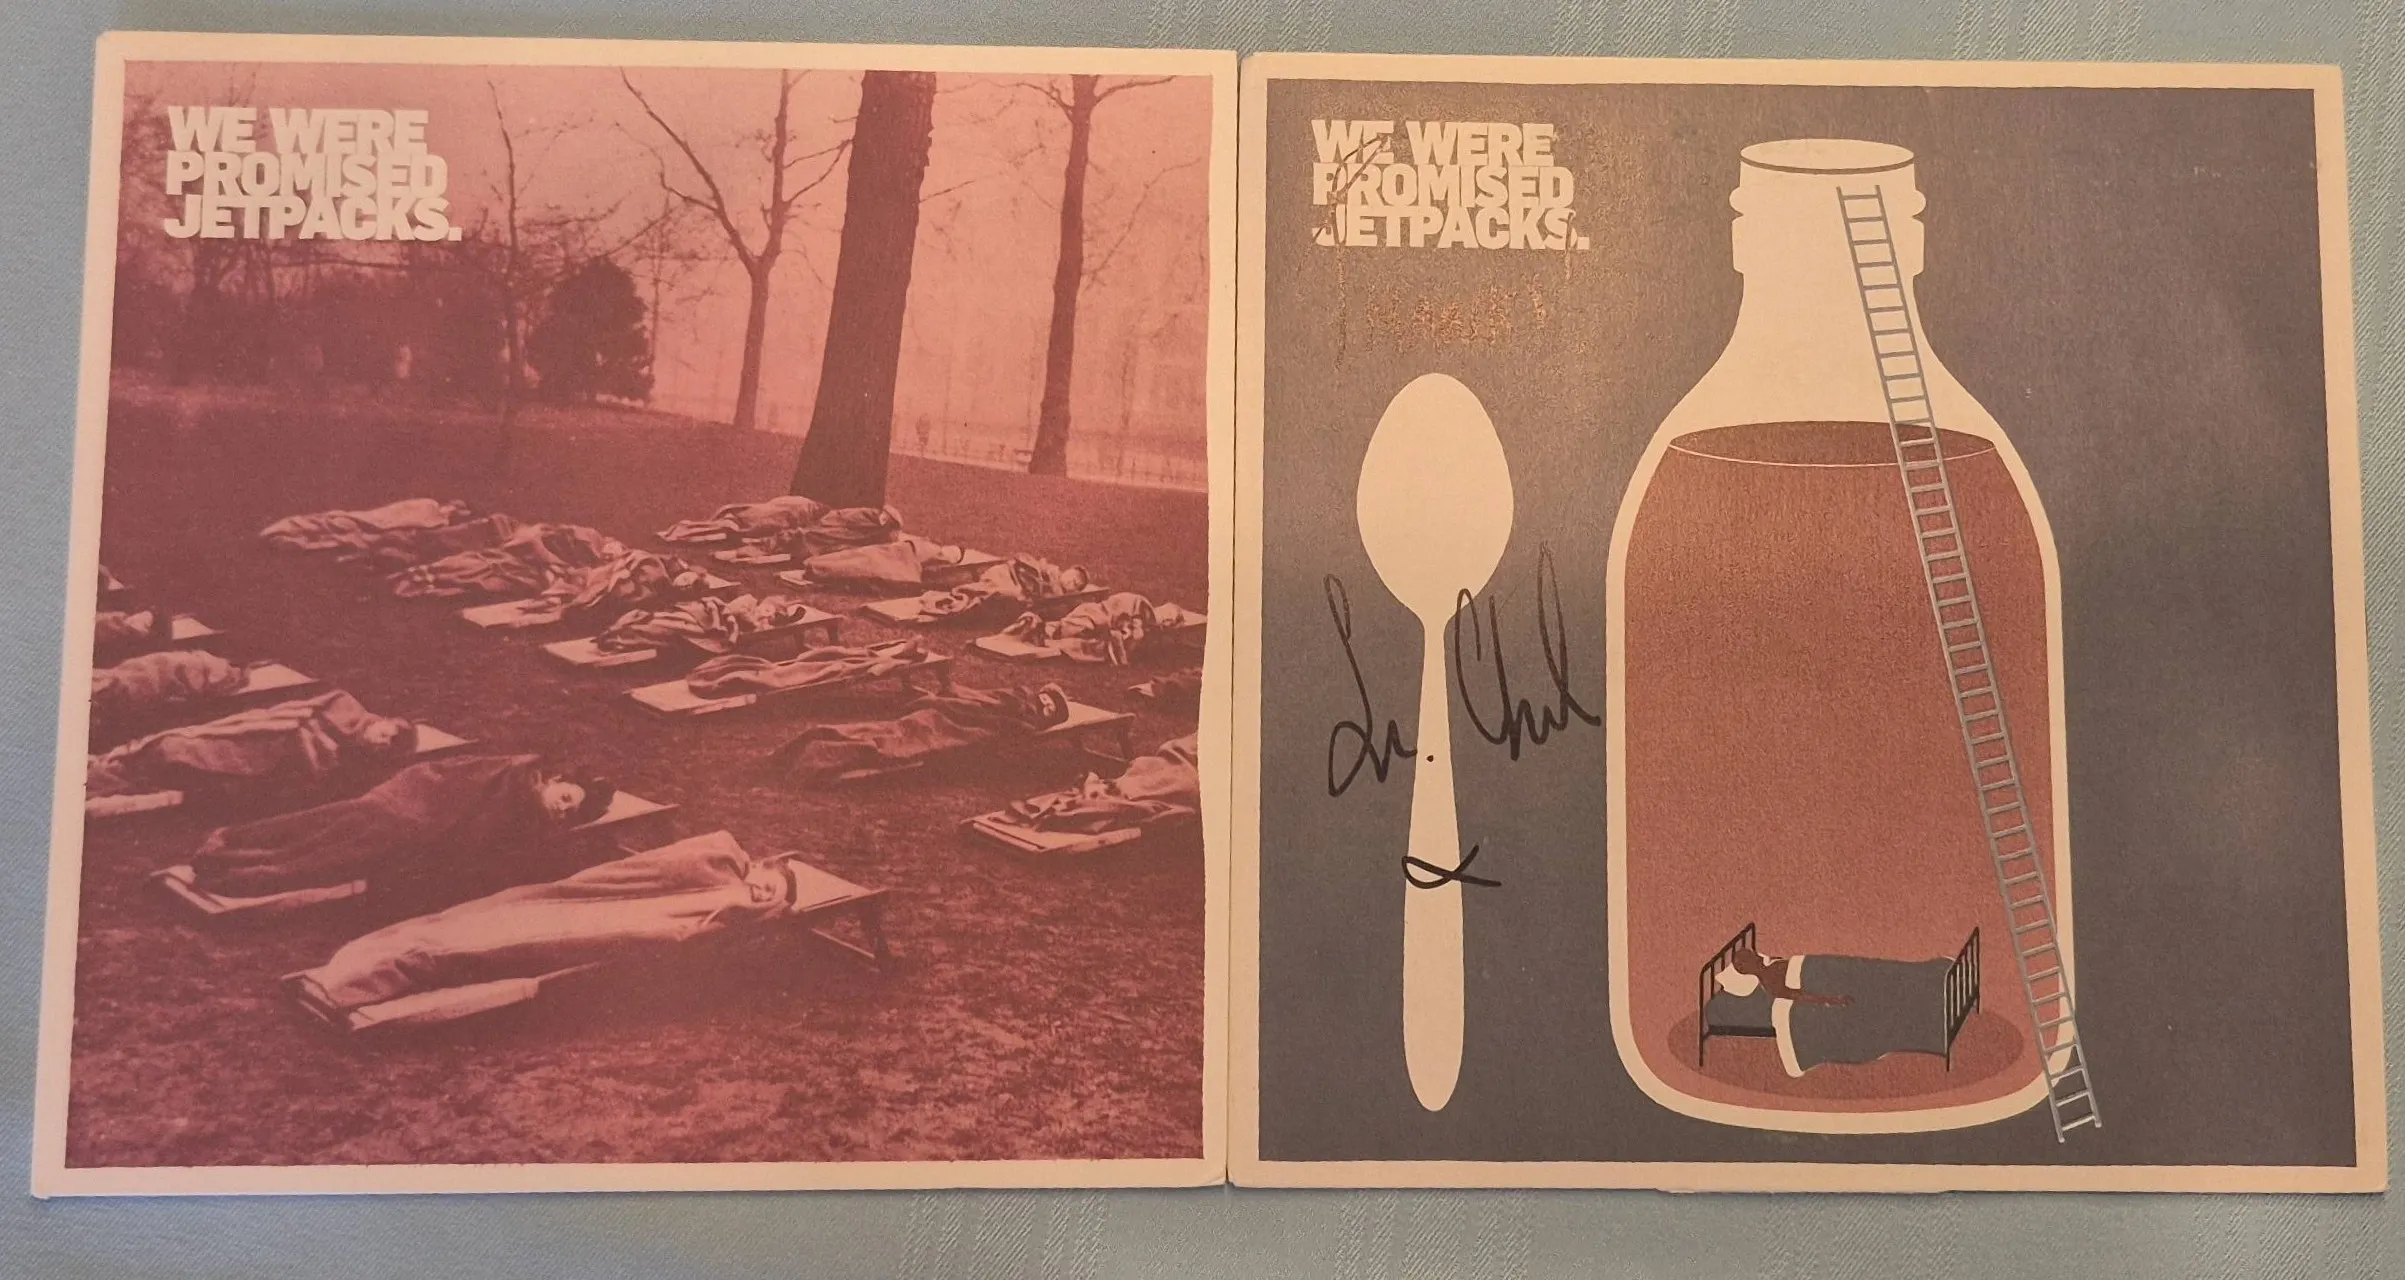 WE WERE
PROMISED
JETPACKS.
WE WERE
PROMISED
JETPACKS.